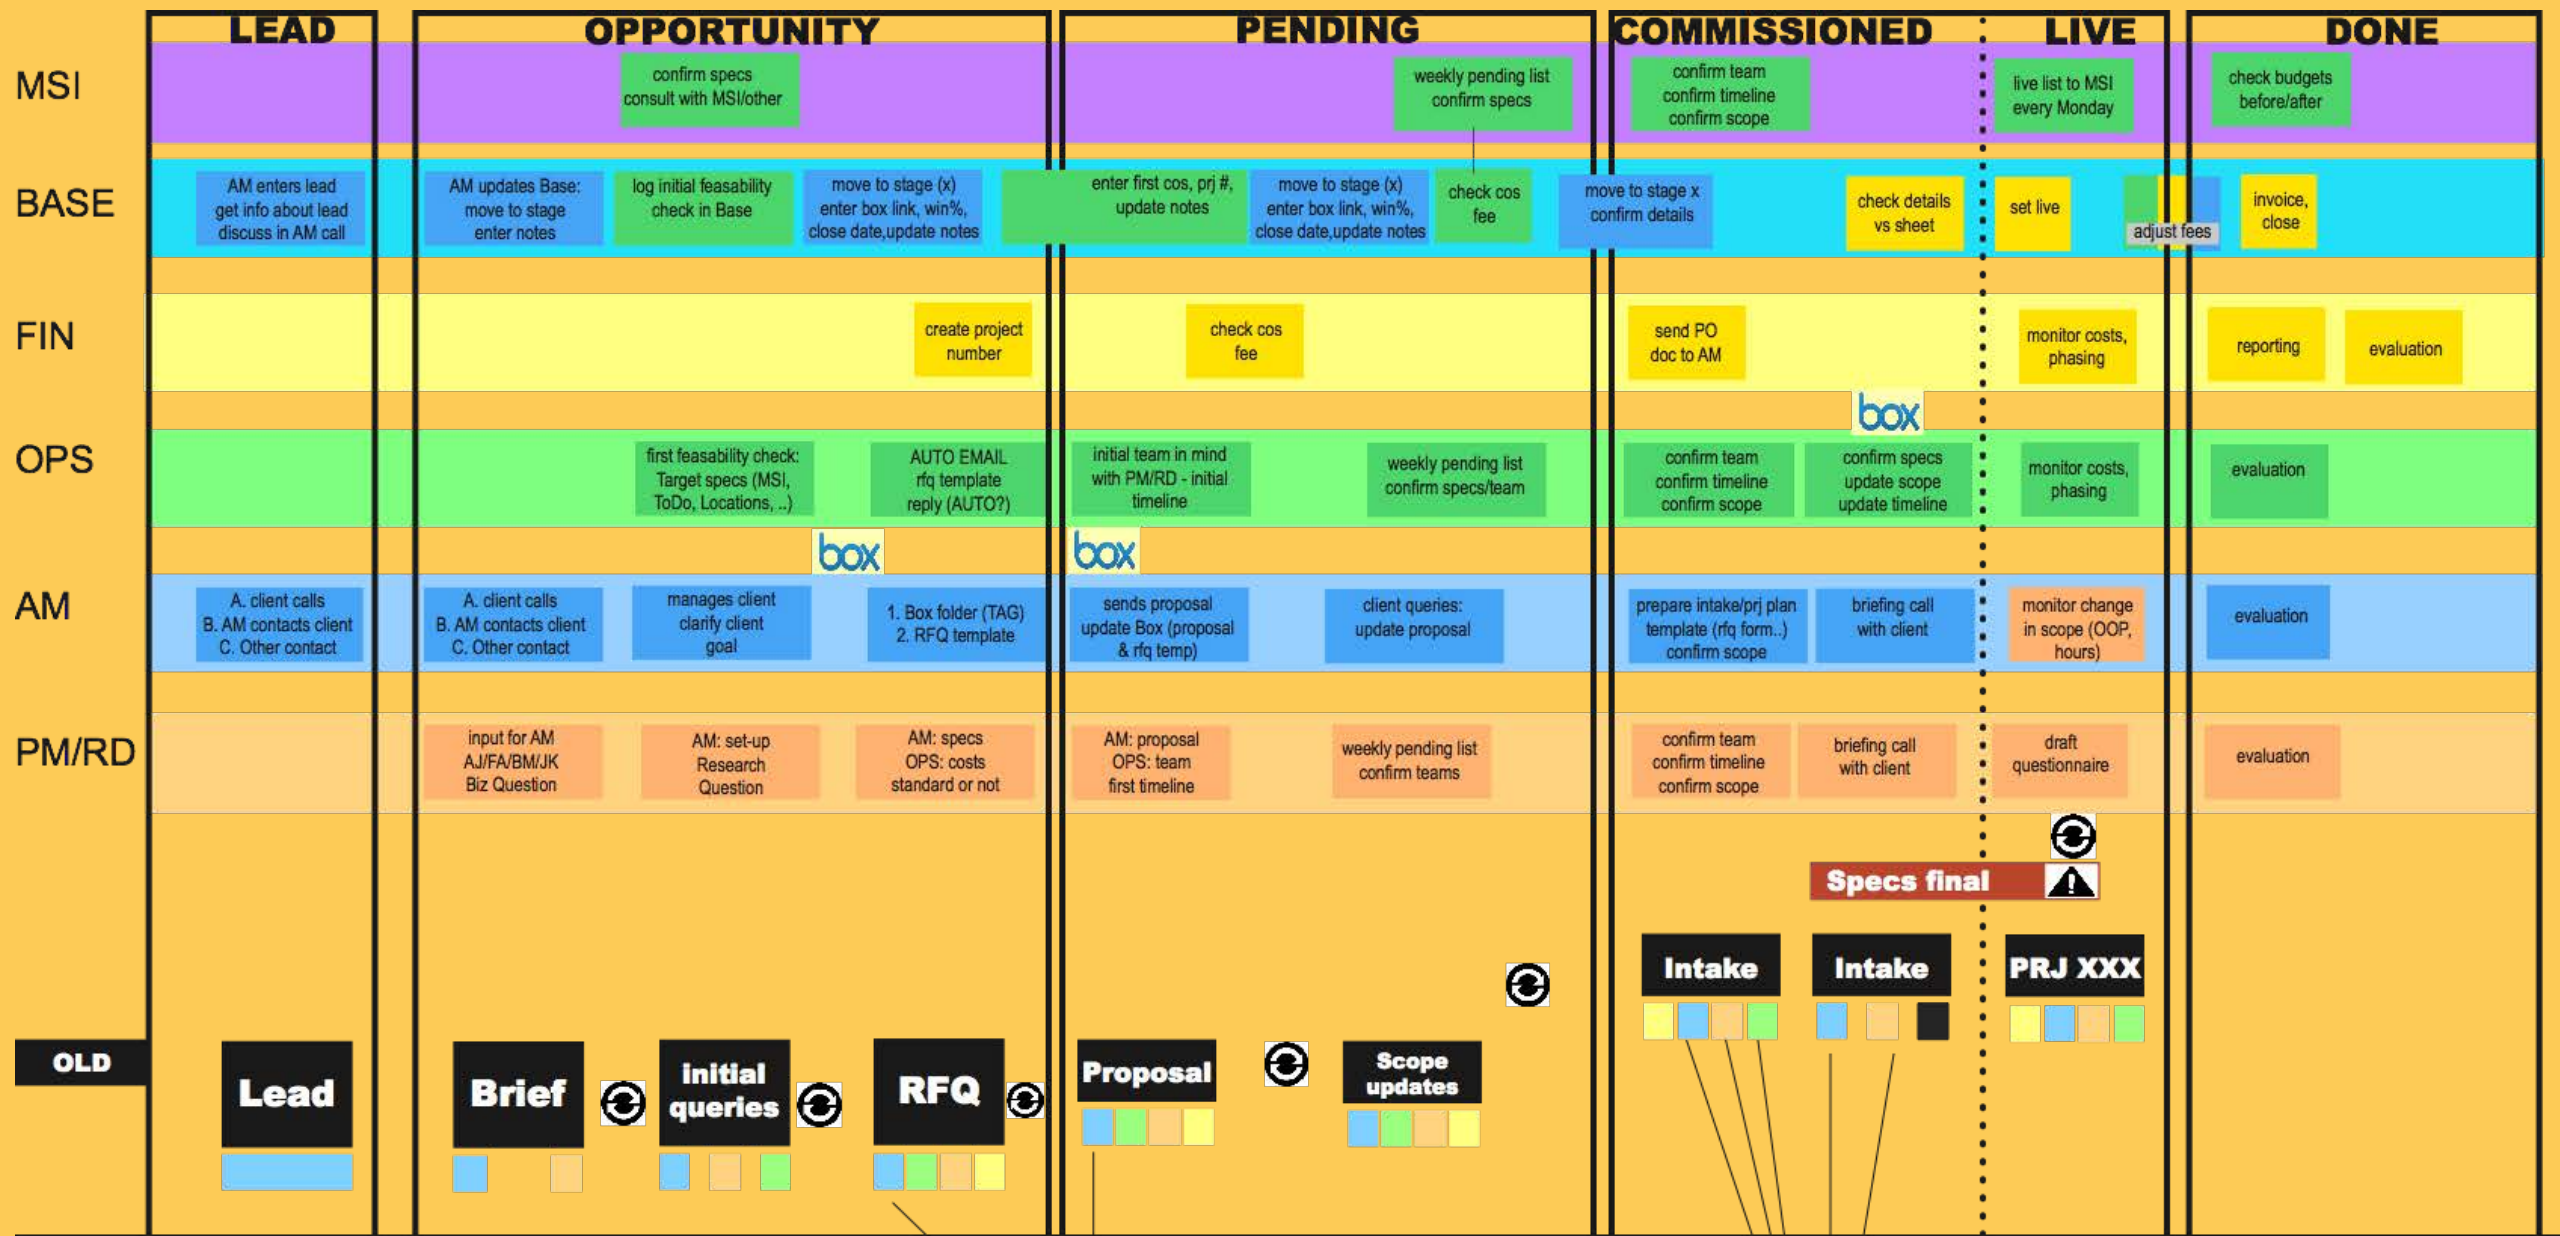 LEAD
OPPORTUNITY
PENDING
COMMISSIONED
LIVE
DONE
MSI
confirm specs
consult with MSI/other
weekly pending list
confirm specs
confirm team
confirm timeline
confirm scope
live list to MSI
every Monday
check budgets
before/after
BASE
AM enters lead
get info about lead
discuss in AM call
AM updates Base:
move to stage
enter notes
log initial feasability
check in Base
move to stage (x)
enter box link, win%,
close date,update notes
enter first cos, prj #,
update notes
move to stage (x)
enter box link, win%,
close date,update notes
check cos
fee
move to stage x
confirm details
check details
vs sheet
set live
adjust fees
invoice,
close
FIN
create project
number
check cos
fee
send PO
doc to AM
monitor costs,
phasing
reporting
evaluation
box
OPS
first feasability check:
Target specs (MSI,
ToDo, Locations, ..)
AUTO EMAIL
rfq template
reply (AUTO?)
initial team in mind
with PM/RD - initial
timeline
weekly pending list
confirm specs/team
confirm team
confirm timeline
confirm scope
confirm specs
update scope
update timeline
monitor costs,
phasing
evaluation
box
box
AM
A. client calls
B. AM contacts client
C. Other contact
A. client calls
B. AM contacts client
C. Other contact
manages client
clarify client
goal
1. Box folder (TAG)
2. RFQ template
sends proposal
update Box (proposal
& rfq temp)
client queries:
update proposal
prepare intake/prj plan
template (rfq form..)
confirm scope
briefing call
with client
monitor change
in scope (OOP,
hours)
evaluation
PM/RD
input for AM
AJ/FA/BM/JK
Biz Question
AM: set-up
Research
Question
AM: specs
OPS: costs
standard or not
AM: proposal
OPS: team
first timeline
weekly pending list
confirm teams
confirm team
confirm timeline
confirm scope
briefing call
with client
draft
questionnaire
evaluation
Specs final
Intake
Intake
PRJ XXX
OLD
Lead
Brief
initial
queries
RFQ
Proposal
Scope
updates